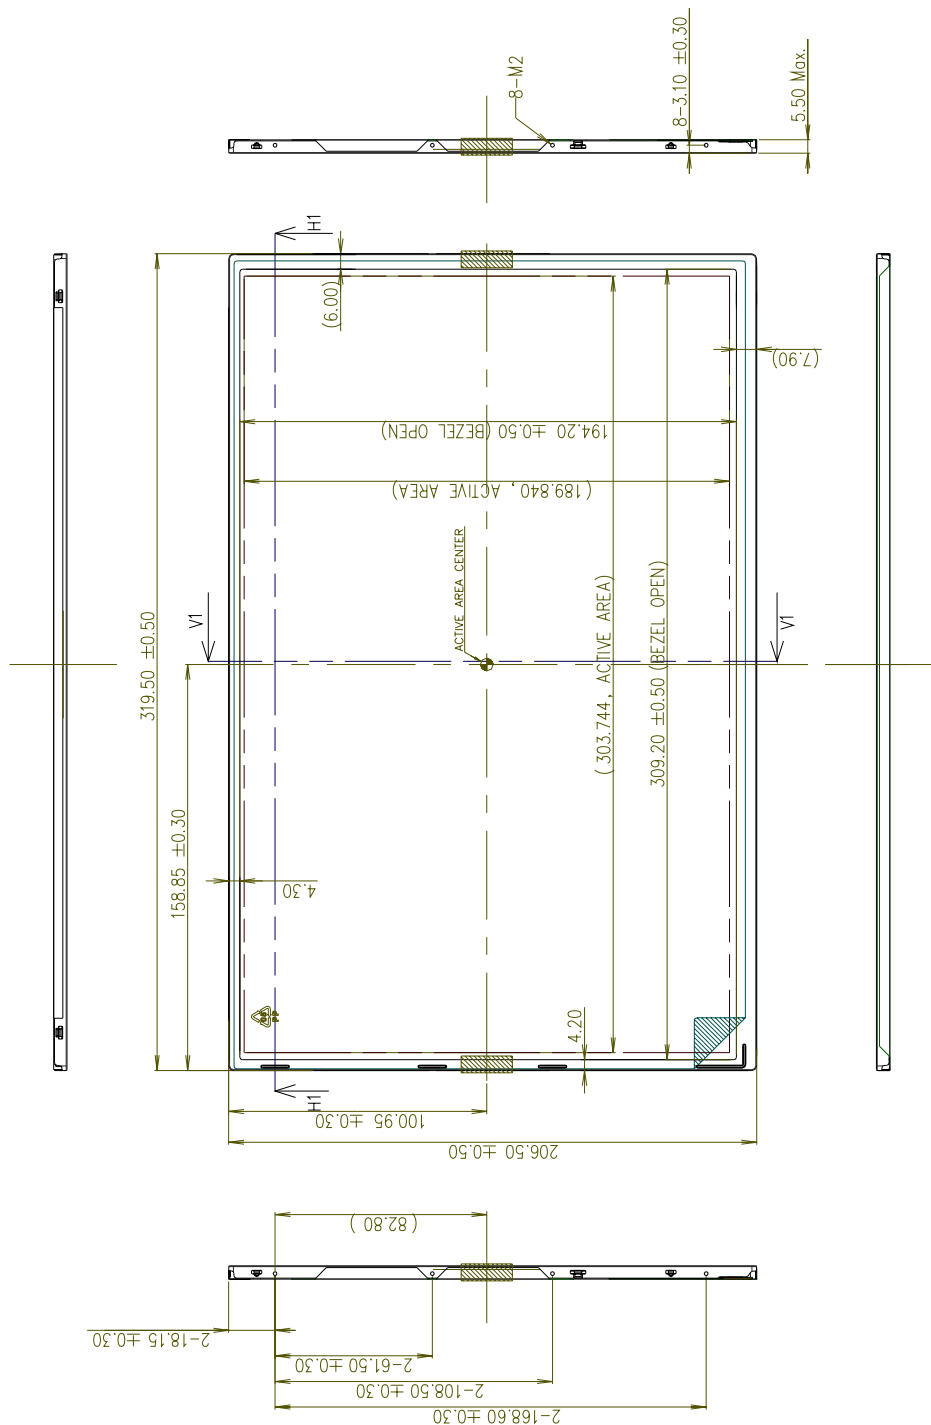 8-M2
8-3.10 ±0.30
5.50 Max.
H1
(6.00)
(7.90)
194.20 ±0.50 (BEZEL OPEN)
(189.840, ACTIVE AREA)
ACTIVE AREA CENTER
V1
V1
(303.744, ACTIVE AREA)
309.20 ±0.50 (BEZEL OPEN)
319.50 ±0.50
158.85 ±0.30
4.30
4.20
H1
100.95 ±0.30
206.50 ±0.50
(82.80)
2-18.15 ±0.30
2-61.50 ±0.30
2-108.50 ±0.30
2-168.60 ±0.30